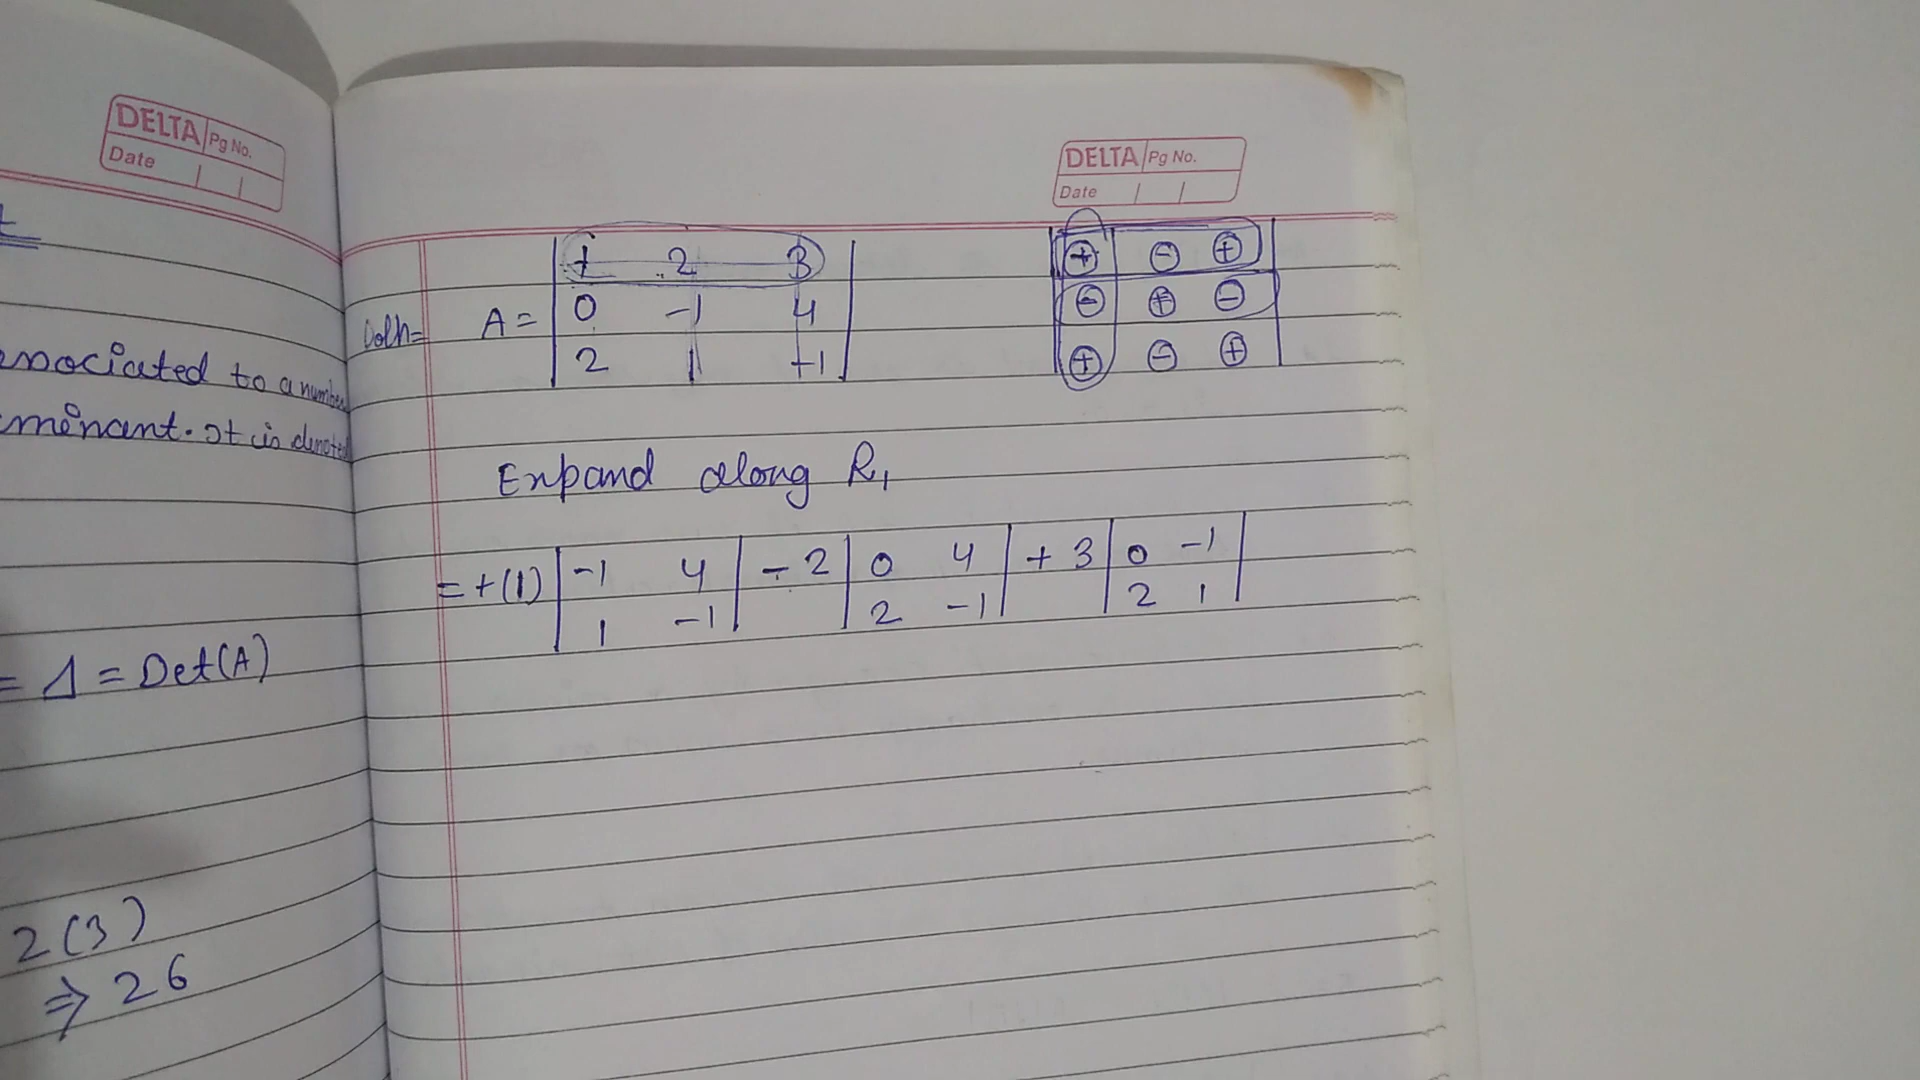 DELTA Pg No.
Date
ssociated to a number
minant. It is denoted
= Δ = Det(A)
2(3)
⇒ 26
DELTA Pg No.
Date
1 2 3
Solⁿ= A = 0 -1 4
2 1 +1
+ - +
- + -
+ - +
Expand along R₁
= +(1) | -1 4 | - 2 | 0 4 | + 3 | 0 -1 |
| 1 -1 | | 2 -1 | | 2 1 |